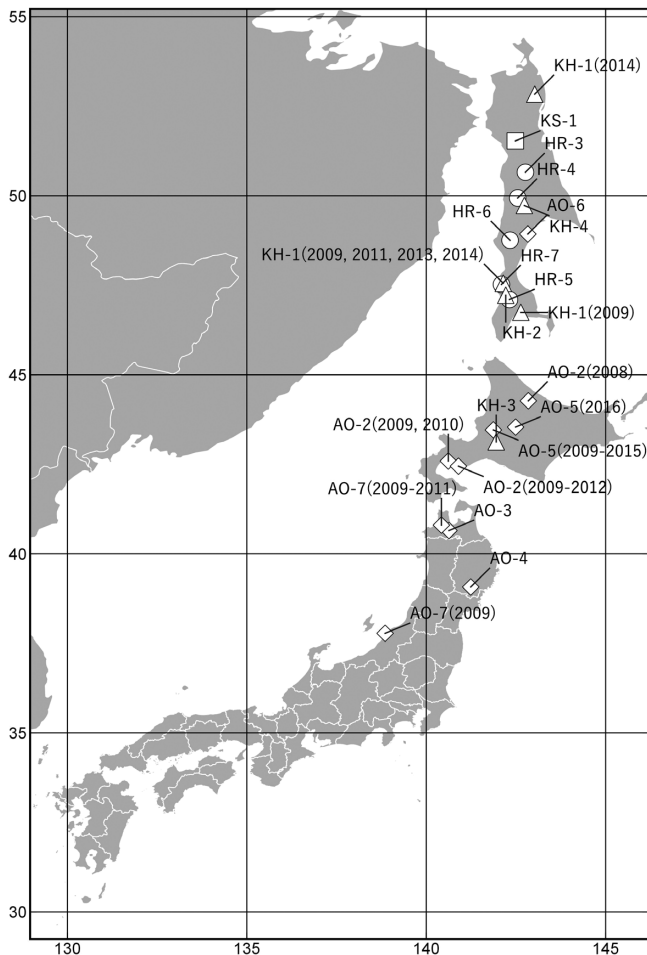 55
KH-1(2014)
KS-1
HR-3
HR-4
50
AO-6
HR-6
KH-4
KH-1(2009, 2011, 2013, 2014)
HR-7
HR-5
KH-1(2009)
KH-2
45
AO-2(2008)
KH-3
AO-5(2016)
AO-2(2009, 2010)
AO-5(2009-2015)
AO-7(2009-2011)
AO-2(2009-2012)
AO-3
40
AO-4
AO-7(2009)
35
30
130
135
140
145